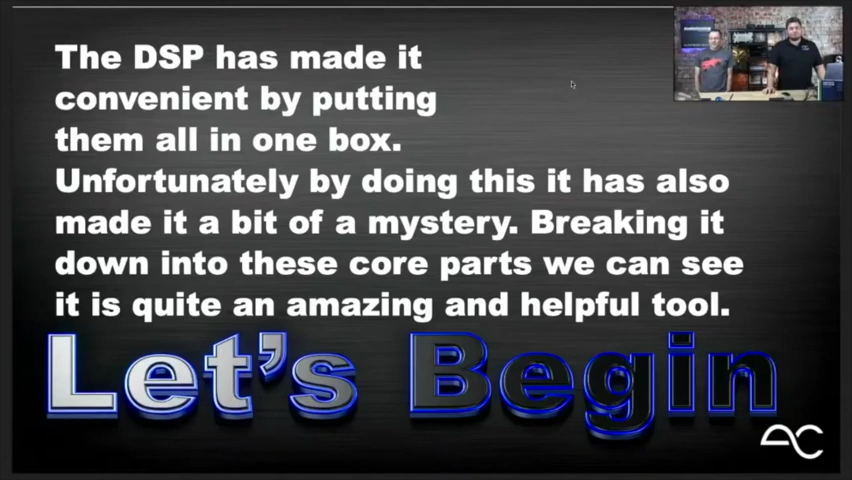 The DSP has made it
convenient by putting
them all in one box.
Unfortunately by doing this it has also
made it a bit of a mystery. Breaking it
down into these core parts we can see
it is quite an amazing and helpful tool.
Let's Begin
AC